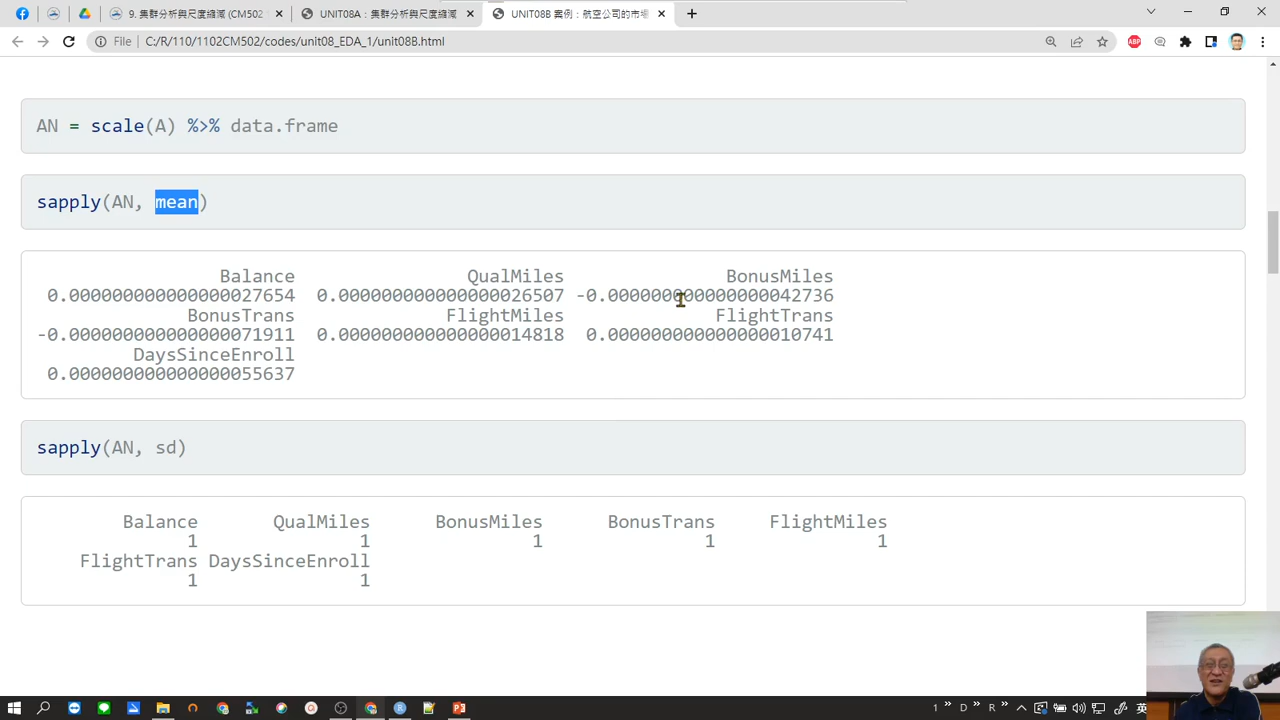 9. 集群分析與尺度縮減 (CM502
UNIT08A：集群分析與尺度縮減
UNIT08B 案例：航空公司的市場
File
C:/R/110/1102CM502/codes/unit08_EDA_1/unit08B.html
ABP
AN = scale(A) %>% data.frame
sapply(AN, mean)
Balance QualMiles BonusMiles
0.000000000000000027654 0.000000000000000026507 -0.000000000000000042736
BonusTrans FlightMiles FlightTrans
-0.000000000000000071911 0.000000000000000014818 0.000000000000000010741
DaysSinceEnroll
0.000000000000000055637
sapply(AN, sd)
Balance QualMiles BonusMiles BonusTrans FlightMiles
1 1 1 1 1
FlightTrans DaysSinceEnroll
1 1
1 » D » R » 英